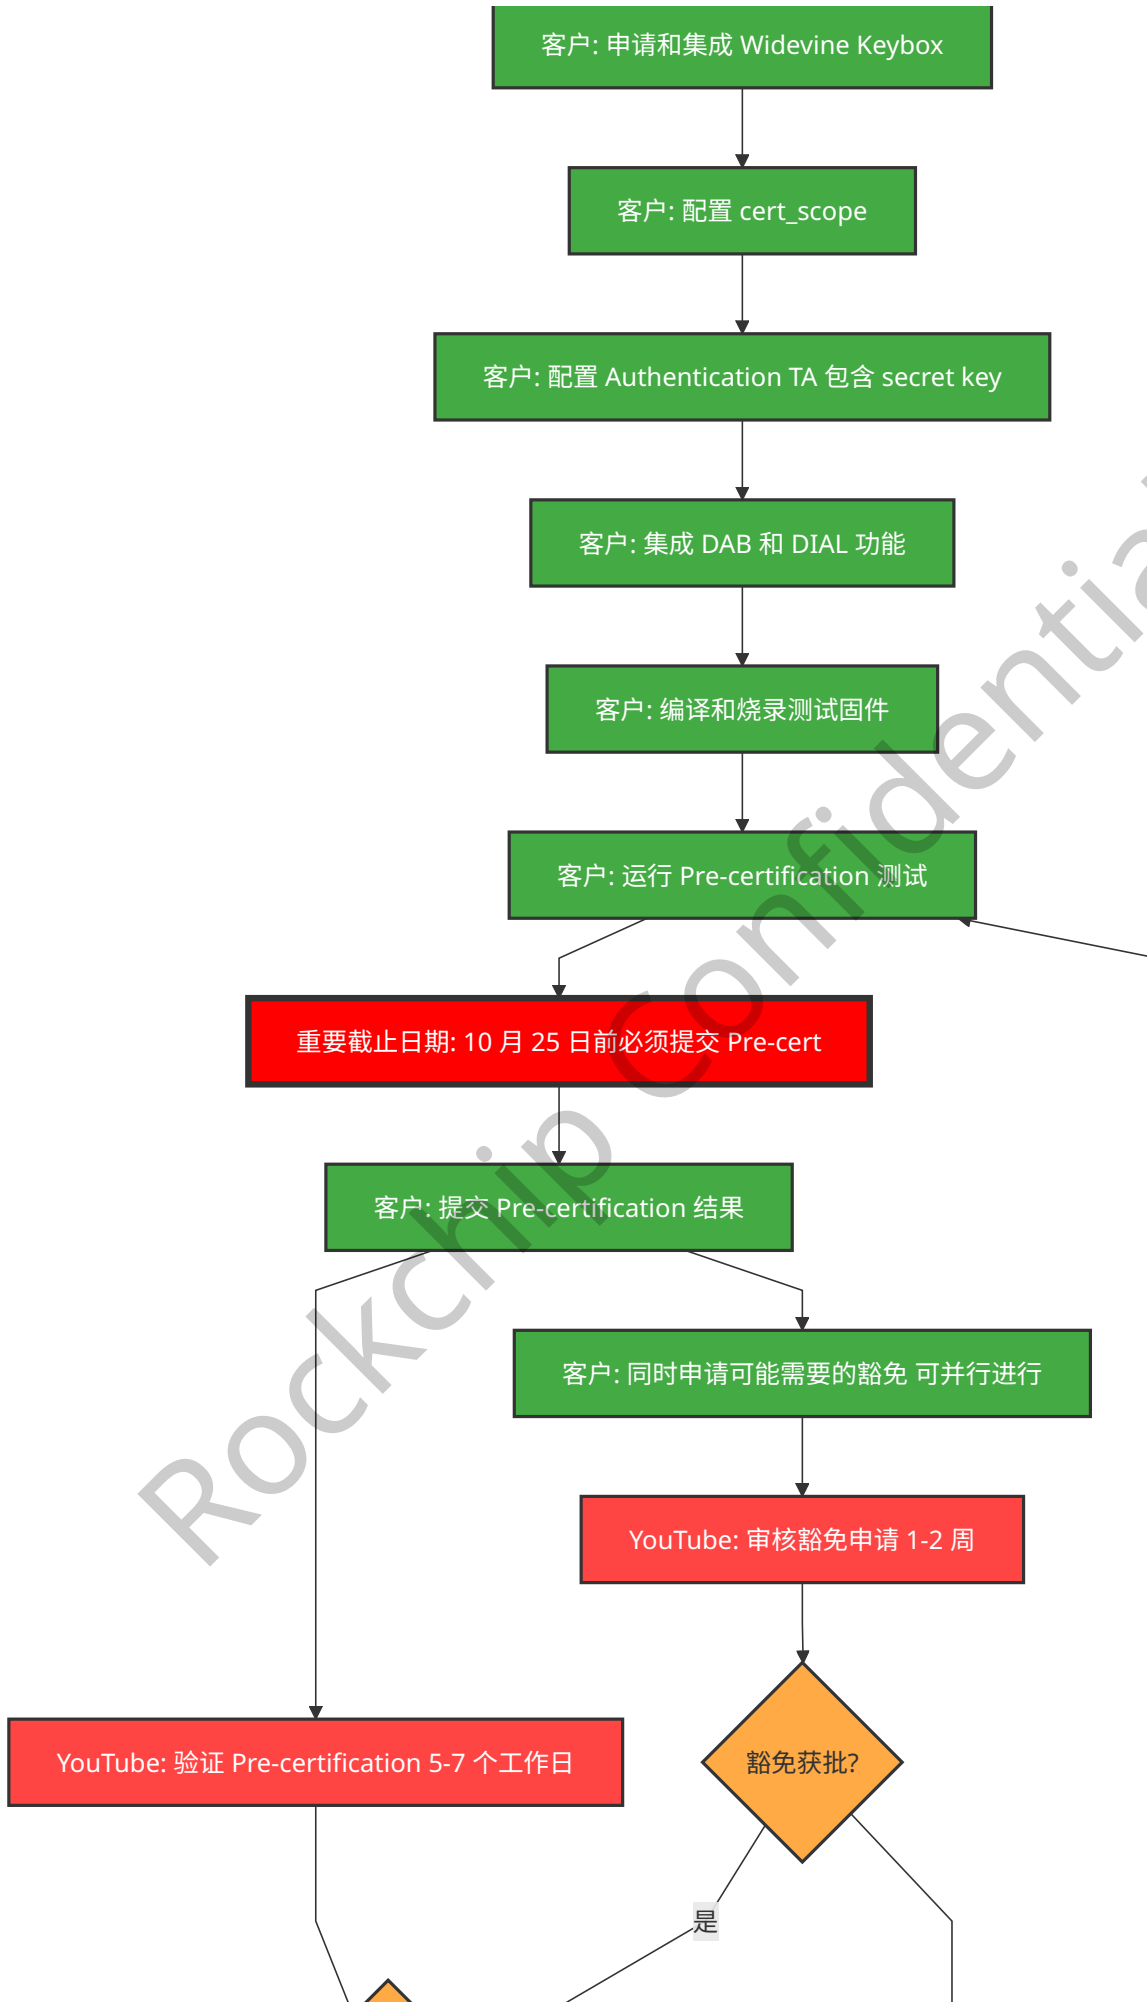 客户: 申请和集成 Widevine Keybox
客户: 配置 cert_scope
客户: 配置 Authentication TA 包含 secret key
客户: 集成 DAB 和 DIAL 功能
客户: 编译和烧录测试固件
客户: 运行 Pre-certification 测试
重要截止日期: 10 月 25 日前必须提交 Pre-cert
客户: 提交 Pre-certification 结果
客户: 同时申请可能需要的豁免 可并行进行
YouTube: 审核豁免申请 1-2 周
YouTube: 验证 Pre-certification 5-7 个工作日
豁免获批?
是
Rockchip Confidentia